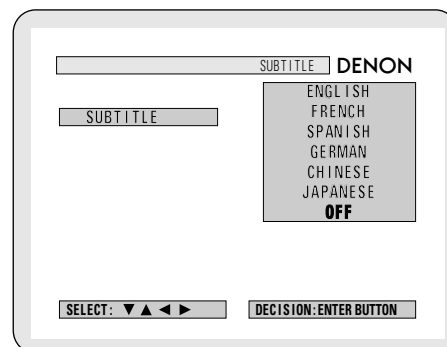 SUBTITLE DENON
SUBTITLE
ENGLISH
FRENCH
SPANISH
GERMAN
CHINESE
JAPANESE
OFF
SELECT: ▼ ▲ ◄ ► DECISION: ENTER BUTTON